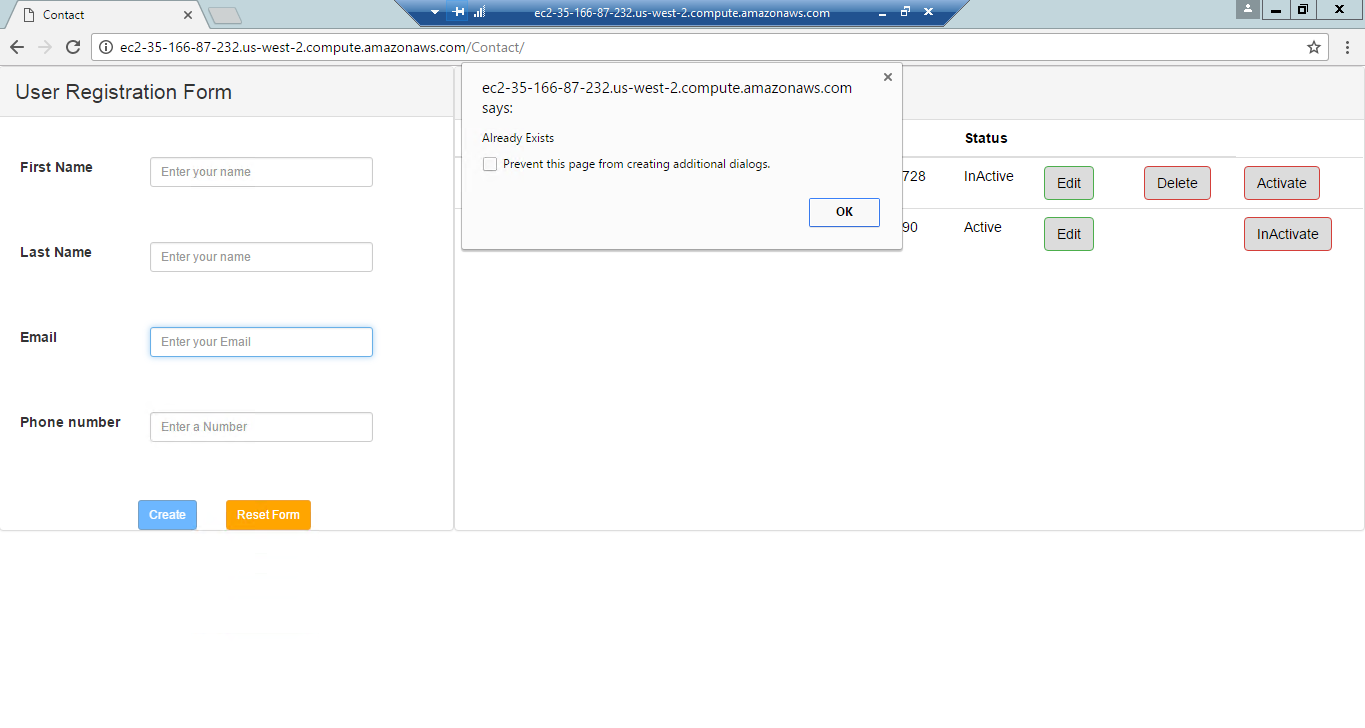 Contact
ec2-35-166-87-232.us-west-2.compute.amazonaws.com
ec2-35-166-87-232.us-west-2.compute.amazonaws.com/Contact/
User Registration Form
First Name
Enter your name
Last Name
Enter your name
Email
Enter your Email
Phone number
Enter a Number
Create
Reset Form
ec2-35-166-87-232.us-west-2.compute.amazonaws.com
says:
Already Exists
Prevent this page from creating additional dialogs.
OK
Status
728 InActive Edit Delete Activate
90 Active Edit InActivate